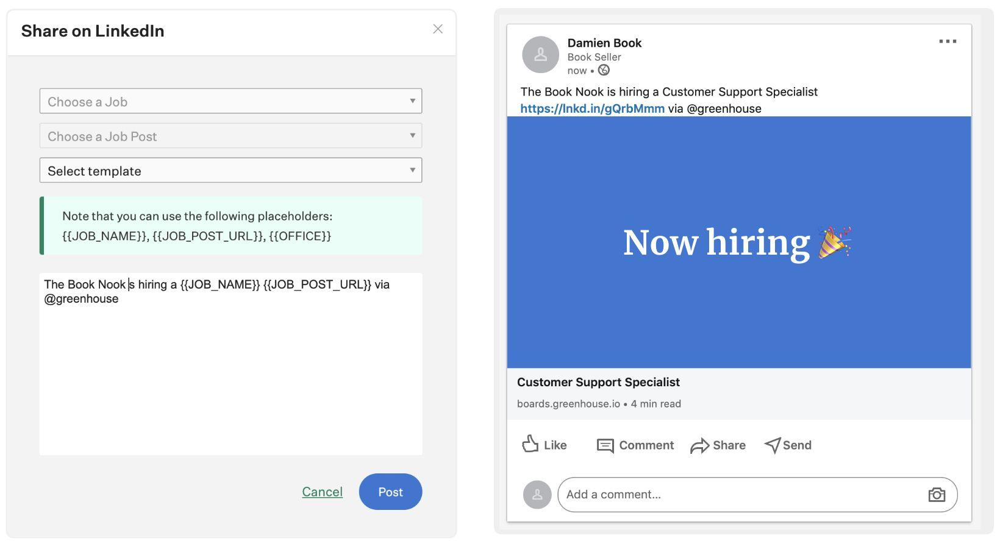 Share on LinkedIn
Choose a Job
Choose a Job Post
Select template
Note that you can use the following placeholders:
{{JOB_NAME}}, {{JOB_POST_URL}}, {{OFFICE}}
The Book Nook is hiring a {{JOB_NAME}} {{JOB_POST_URL}} via
@greenhouse
Cancel
Post
Damien Book
Book Seller
now •
The Book Nook is hiring a Customer Support Specialist
https://lnkd.in/gQrbMmm via @greenhouse
Now hiring 🎉
Customer Support Specialist
boards.greenhouse.io • 4 min read
Like Comment Share Send
Add a comment...